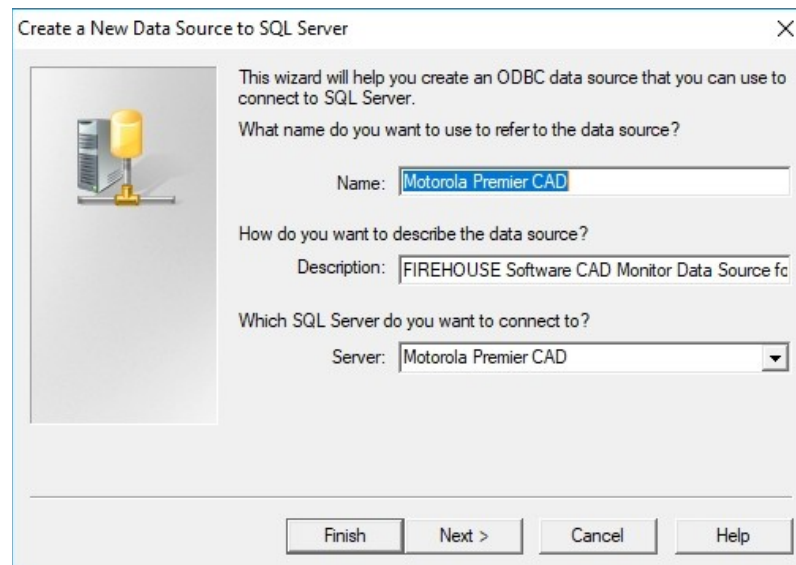 Create a New Data Source to SQL Server
This wizard will help you create an ODBC data source that you can use to
connect to SQL Server.
What name do you want to use to refer to the data source?
Name: Motorola Premier CAD
How do you want to describe the data source?
Description: FIREHOUSE Software CAD Monitor Data Source fo
Which SQL Server do you want to connect to?
Server: Motorola Premier CAD
Finish Next > Cancel Help